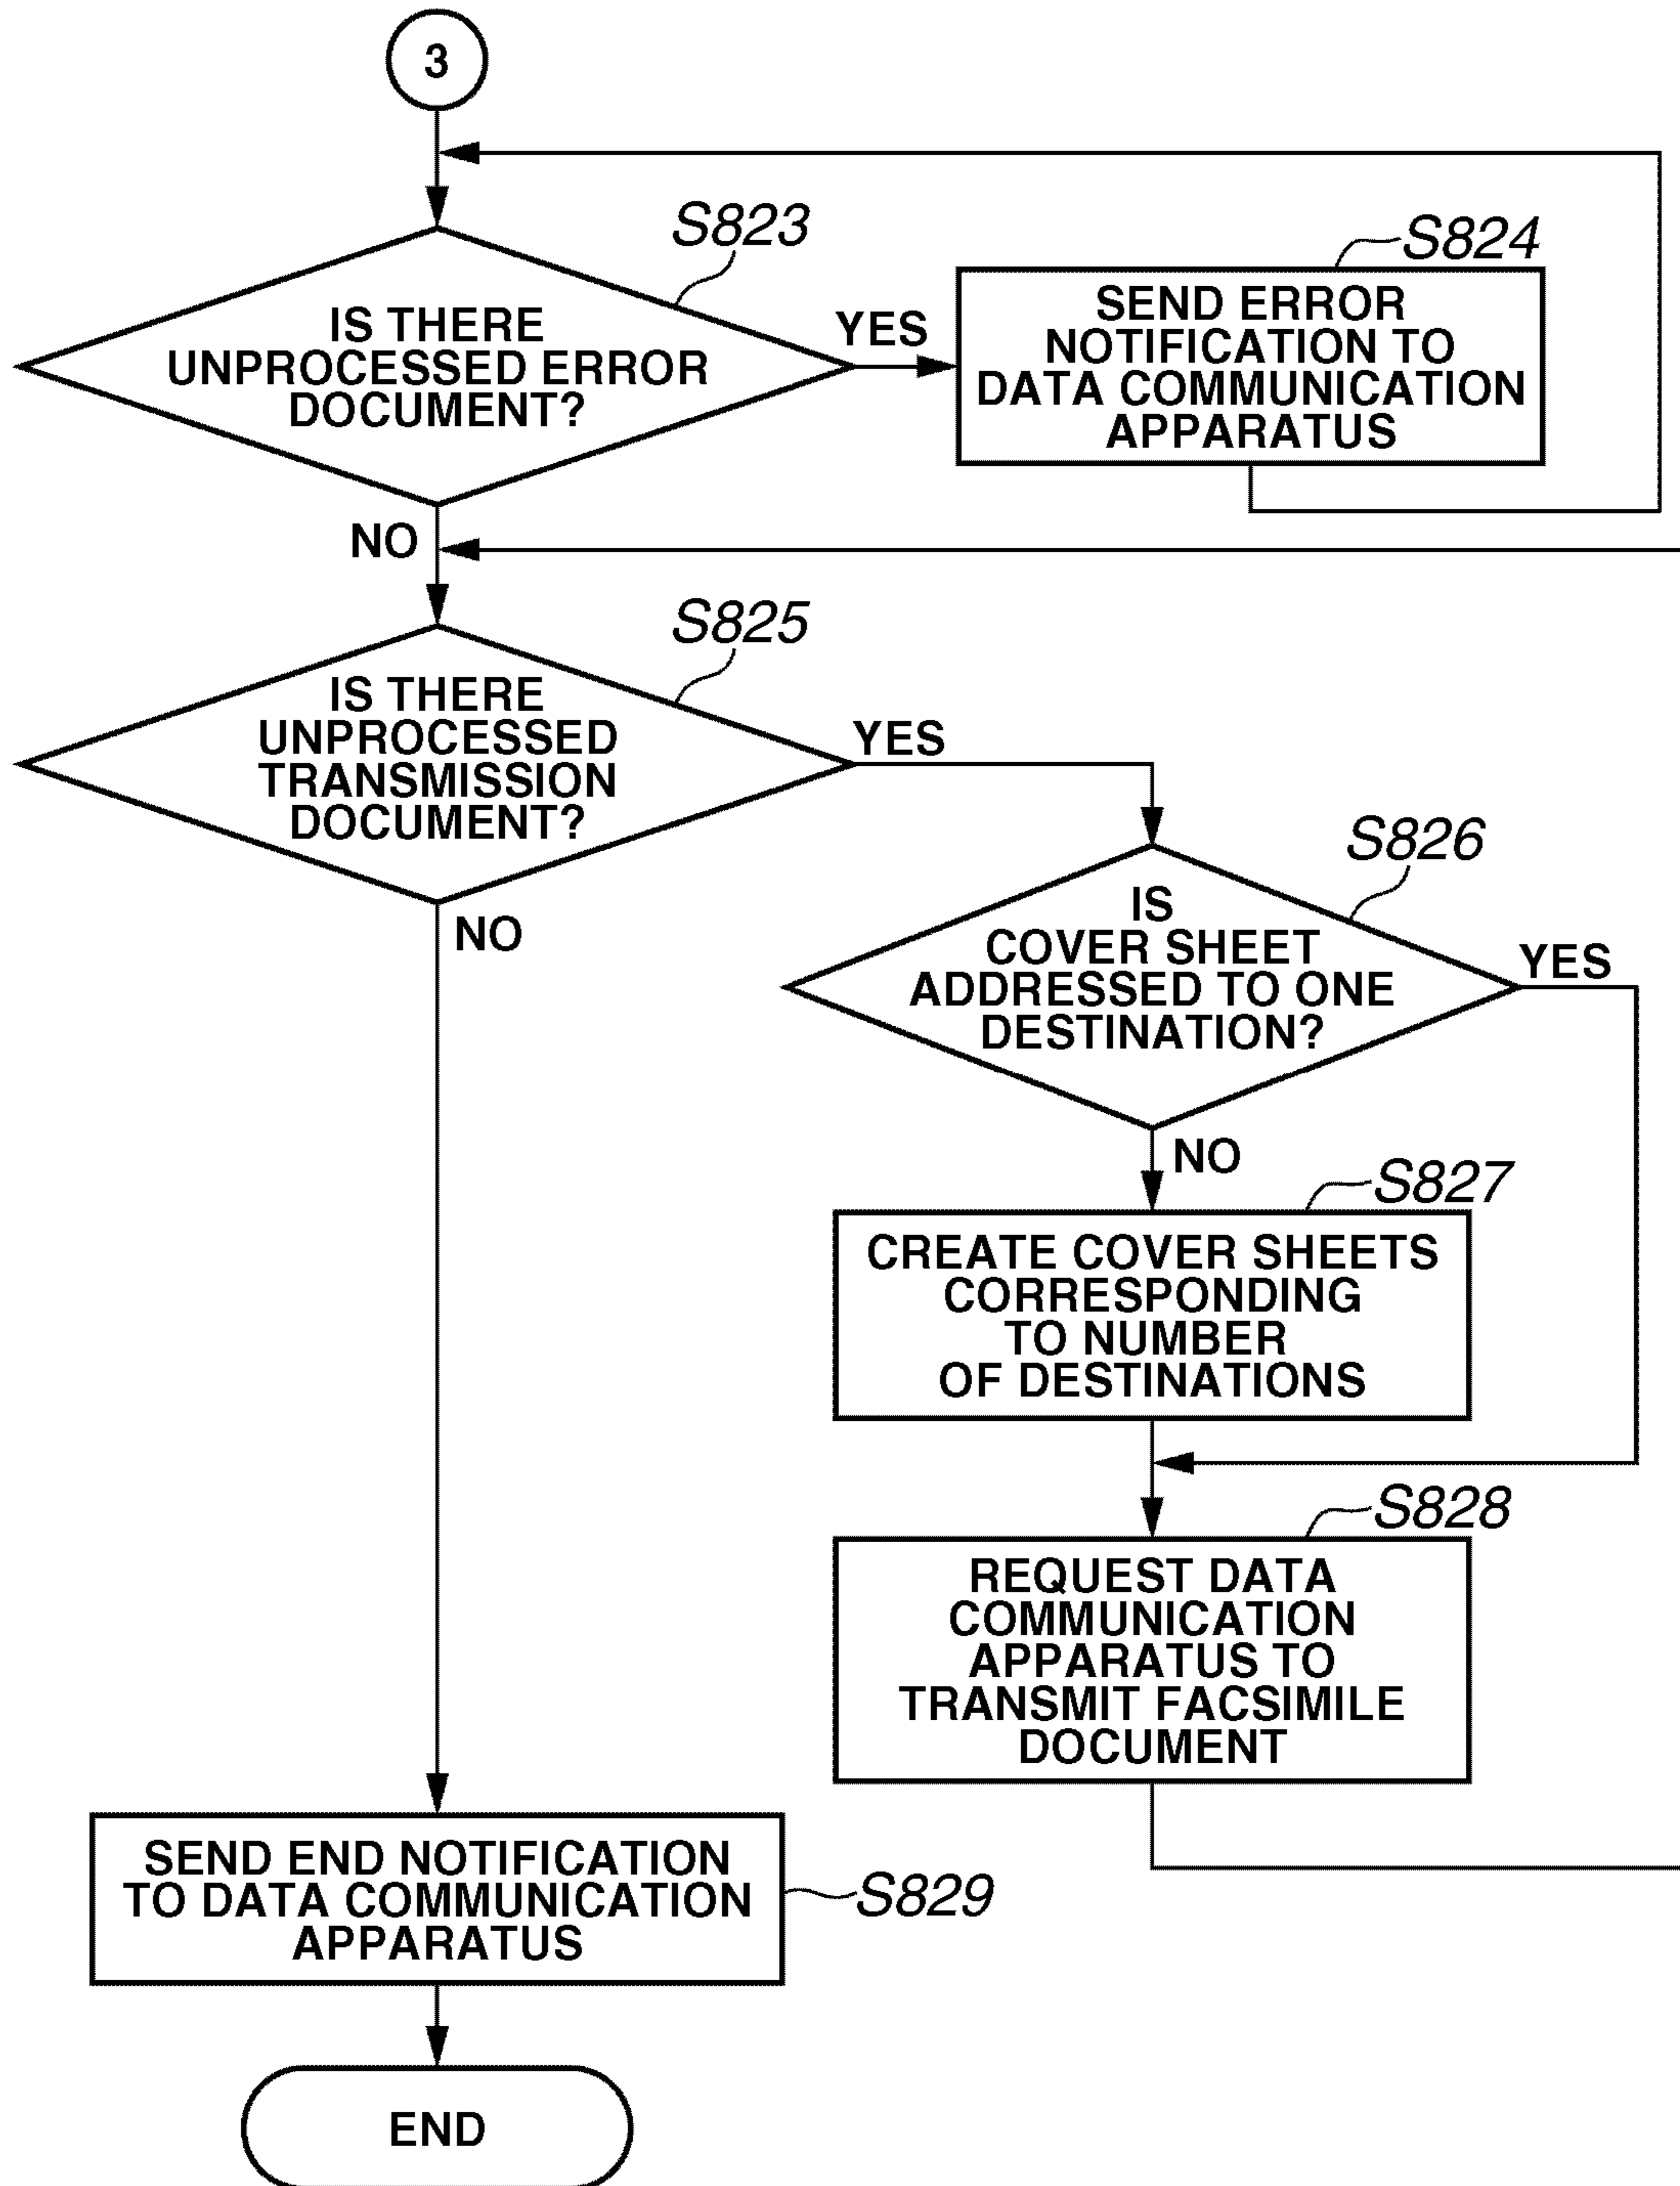 3
S823
IS THERE
UNPROCESSED ERROR
DOCUMENT?
YES
S824
SEND ERROR
NOTIFICATION TO
DATA COMMUNICATION
APPARATUS
NO
S825
IS THERE
UNPROCESSED
TRANSMISSION
DOCUMENT?
YES
NO
S826
IS
COVER SHEET
ADDRESSED TO ONE
DESTINATION?
YES
NO
S827
CREATE COVER SHEETS
CORRESPONDING
TO NUMBER
OF DESTINATIONS
S828
REQUEST DATA
COMMUNICATION
APPARATUS TO
TRANSMIT FACSIMILE
DOCUMENT
SEND END NOTIFICATION
TO DATA COMMUNICATION
APPARATUS
S829
END